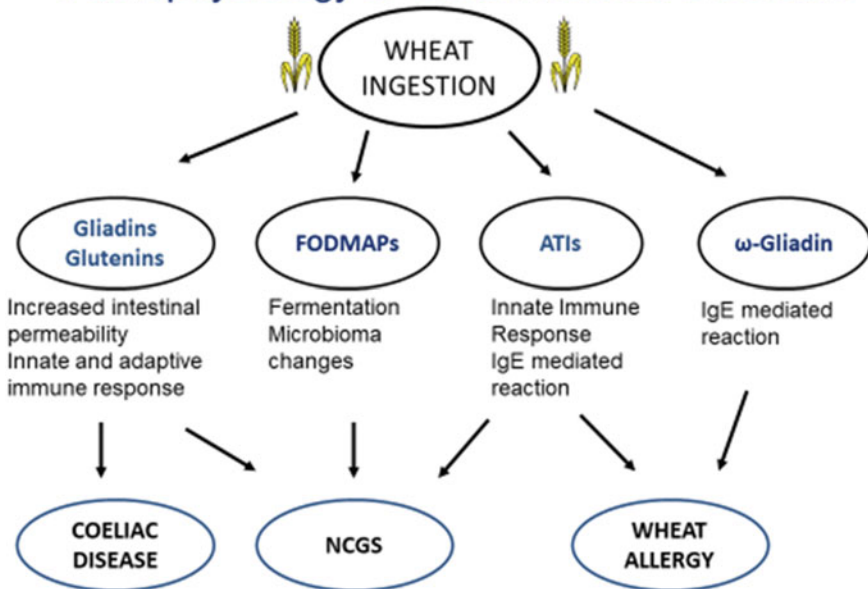 WHEAT
INGESTION
Gliadins
Glutenins
Increased intestinal
permeability
Innate and adaptive
immune response
FODMAPs
Fermentation
Microbioma
changes
ATIs
Innate Immune
Response
IgE mediated
reaction
ω-Gliadin
IgE mediated
reaction
COELIAC
DISEASE
NCGS
WHEAT
ALLERGY